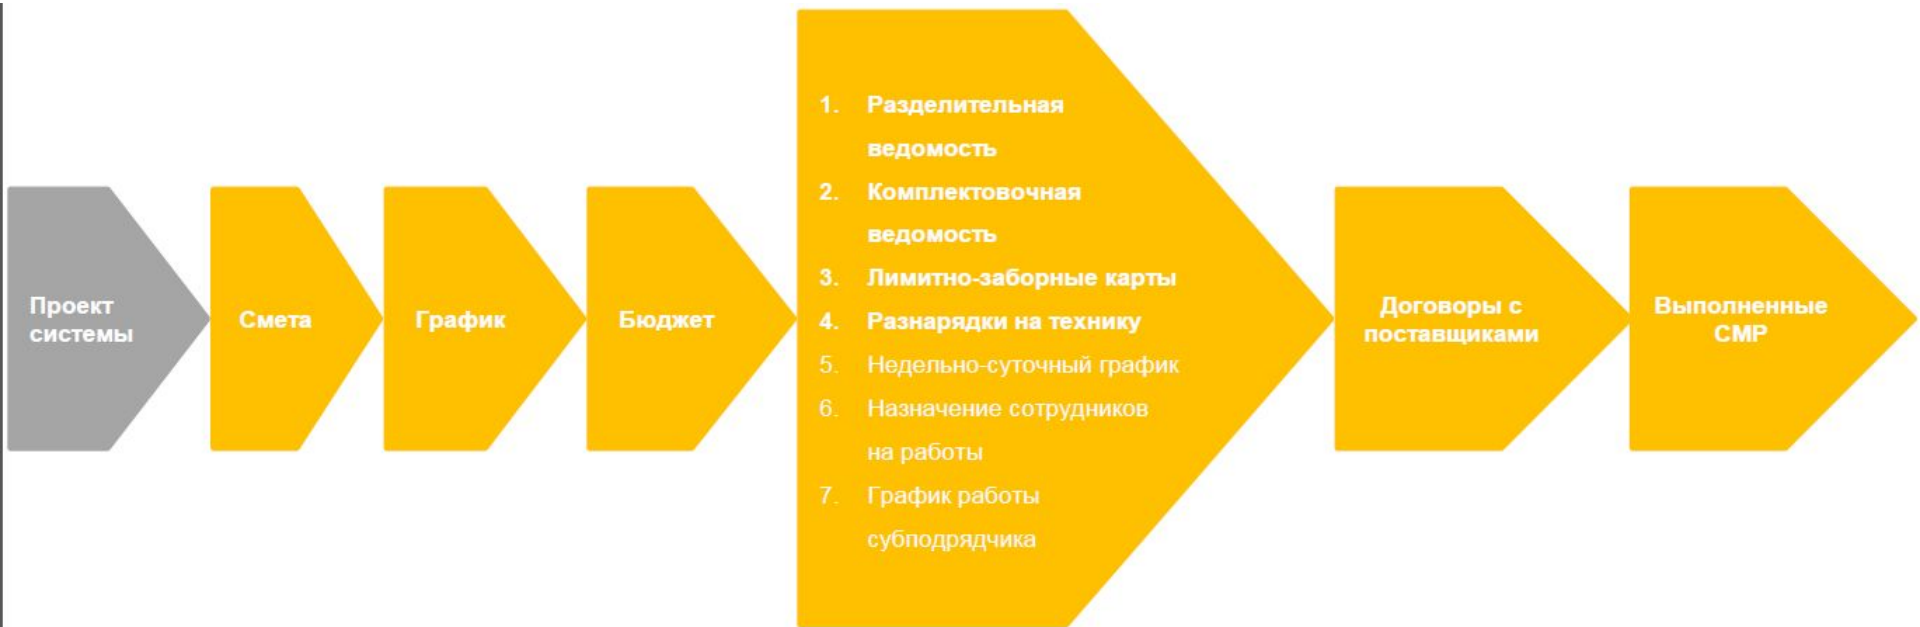 Проект
системы
Смета
График
Бюджет
1. Разделительная
ведомость
2. Комплектовочная
ведомость
3. Лимитно-заборные карты
4. Разнарядки на технику
5. Недельно-суточный график
6. Назначение сотрудников
на работы
7. График работы
субподрядчика
Договоры с
поставщиками
Выполненные
СМР